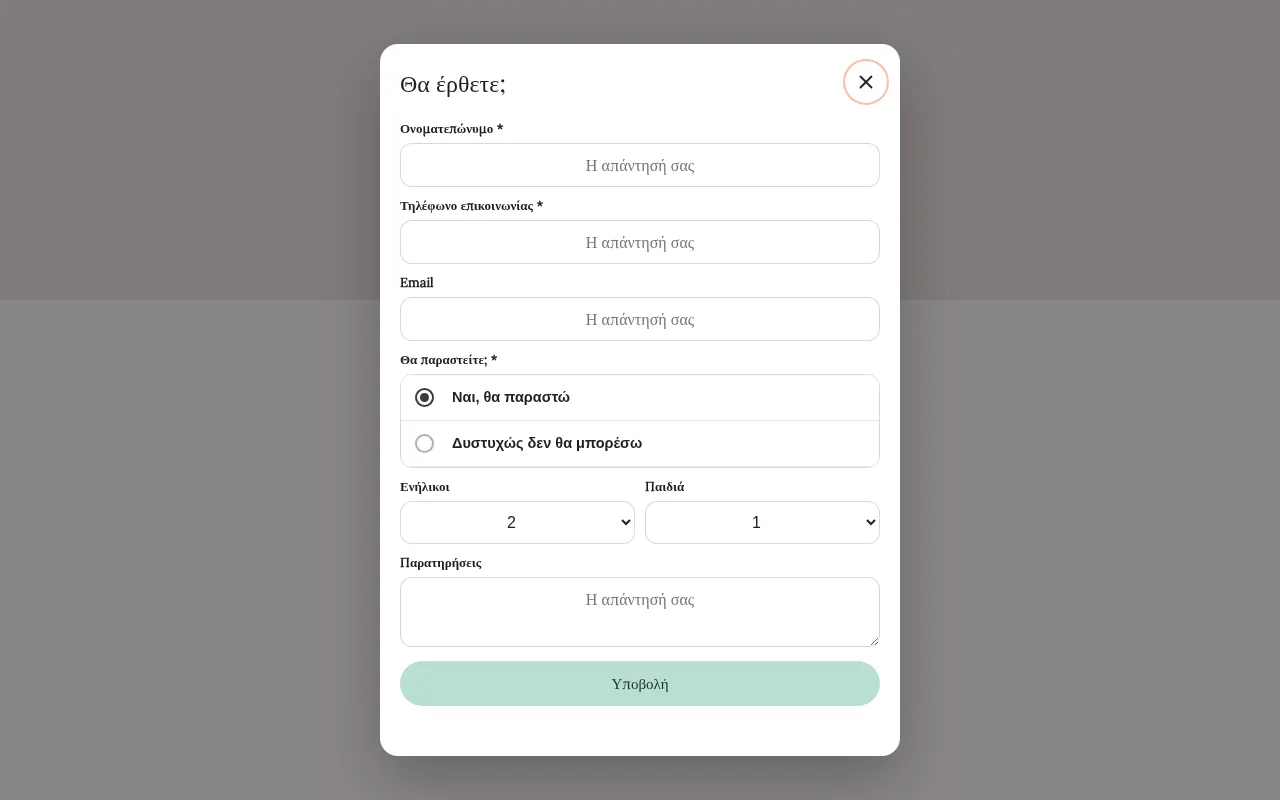 Θα έρθετε;
Ονοματεπώνυμο *
Η απάντησή σας
Τηλέφωνο επικοινωνίας *
Η απάντησή σας
Email
Η απάντησή σας
Θα παραστείτε; *
Ναι, θα παραστώ
Δυστυχώς δεν θα μπορέσω
Ενήλικοι
Παιδιά
2
1
Παρατηρήσεις
Η απάντησή σας
Υποβολή